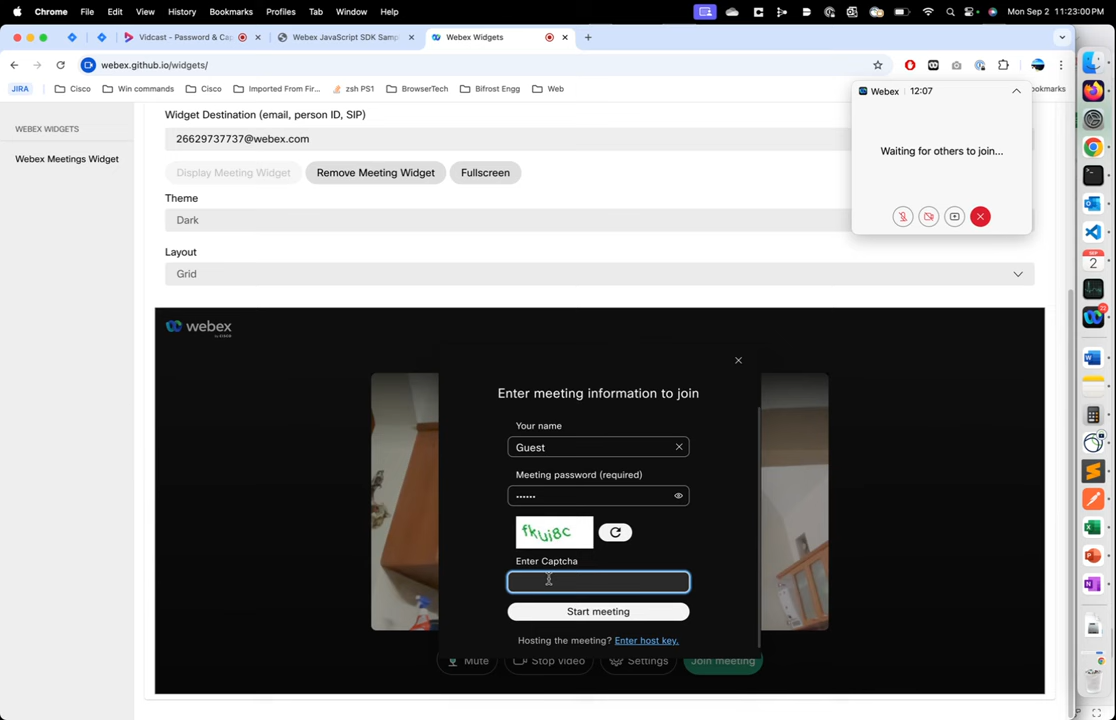 Chrome File Edit View History Bookmarks Profiles Tab Window Help
Mon Sep 2 11:23:00 PM
Vidcast - Password & Ca
Webex JavaScript SDK Samp
Webex Widgets
webex.github.io/widgets/
JIRA
Cisco
Win commands
Cisco
Imported From Fir...
zsh PS1
BrowserTech
Bifrost Engg
Web
okmarks
WEBEX WIDGETS
Webex Meetings Widget
Widget Destination (email, person ID, SIP)
26629737737@webex.com
Display Meeting Widget
Remove Meeting Widget
Fullscreen
Theme
Dark
Layout
Grid
Webex 12:07
Waiting for others to join...
webex
by CISCO
Enter meeting information to join
Your name
Guest
Meeting password (required)
••••••
fkui8c
Enter Captcha
Start meeting
Hosting the meeting? Enter host key.
Mute
Stop video
Settings
Join meeting
SEP
2